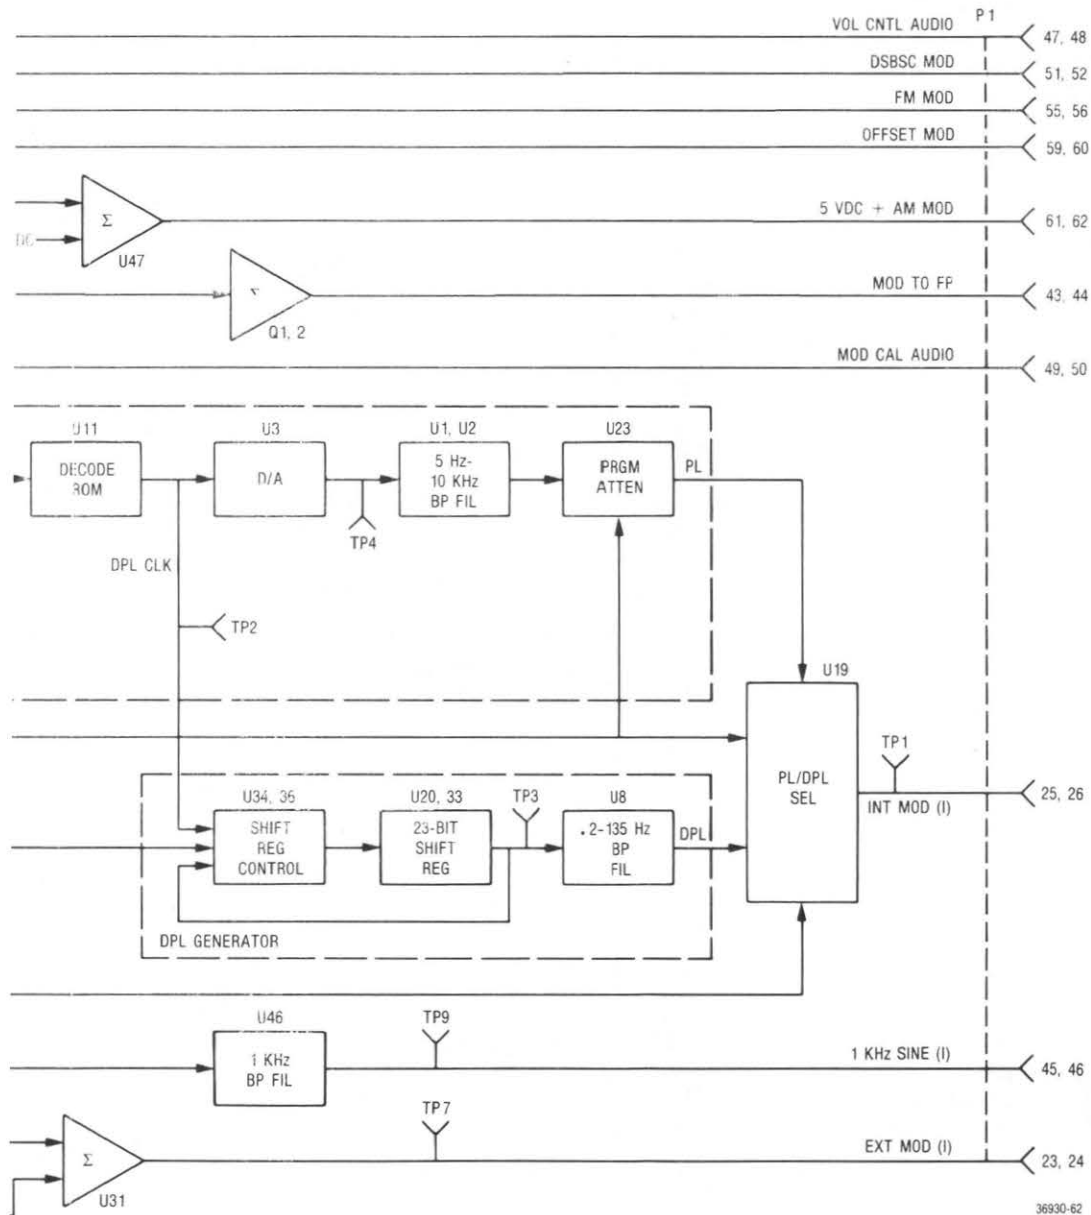 P1
VOL CNTL AUDIO
47, 48
DSBSC MOD
51, 52
FM MOD
55, 56
OFFSET MOD
59, 60
Σ
U47
5 VDC + AM MOD
61, 62
Σ
Q1, 2
MOD TO FP
43, 44
MOD CAL AUDIO
49, 50
U11
DECODE
ROM
U3
D/A
U1, U2
5 Hz-
10 KHz
BP FIL
U23
PRGM
ATTEN
PL
TP4
DPL CLK
TP2
U19
PL/DPL
SEL
TP1
INT MOD (I)
25, 26
U34, 35
SHIFT
REG
CONTROL
U20, 33
23-BIT
SHIFT
REG
TP3
U8
.2-135 Hz
BP
FIL
DPL
DPL GENERATOR
U46
1 KHz
BP FIL
TP9
1 KHz SINE (I)
45, 46
TP7
Σ
U31
EXT MOD (I)
23, 24
36930-62